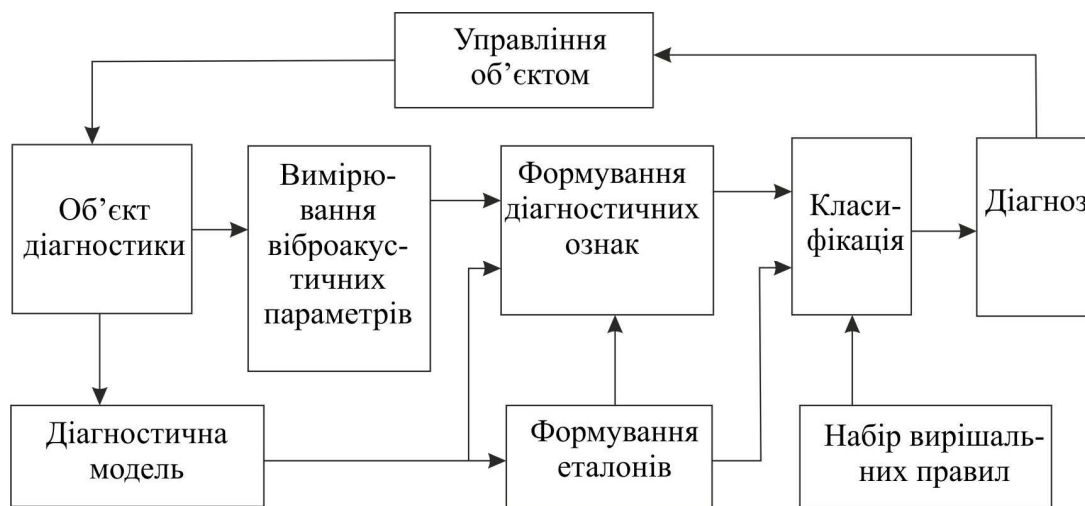 Управління
об’єктом
Об’єкт
діагностики
Вимірю-
вання
віброакус-
тичних
параметрів
Формування
діагностичних
ознак
Класи-
фікація
Діагноз
Діагностична
модель
Формування
еталонів
Набір вирішаль-
них правил